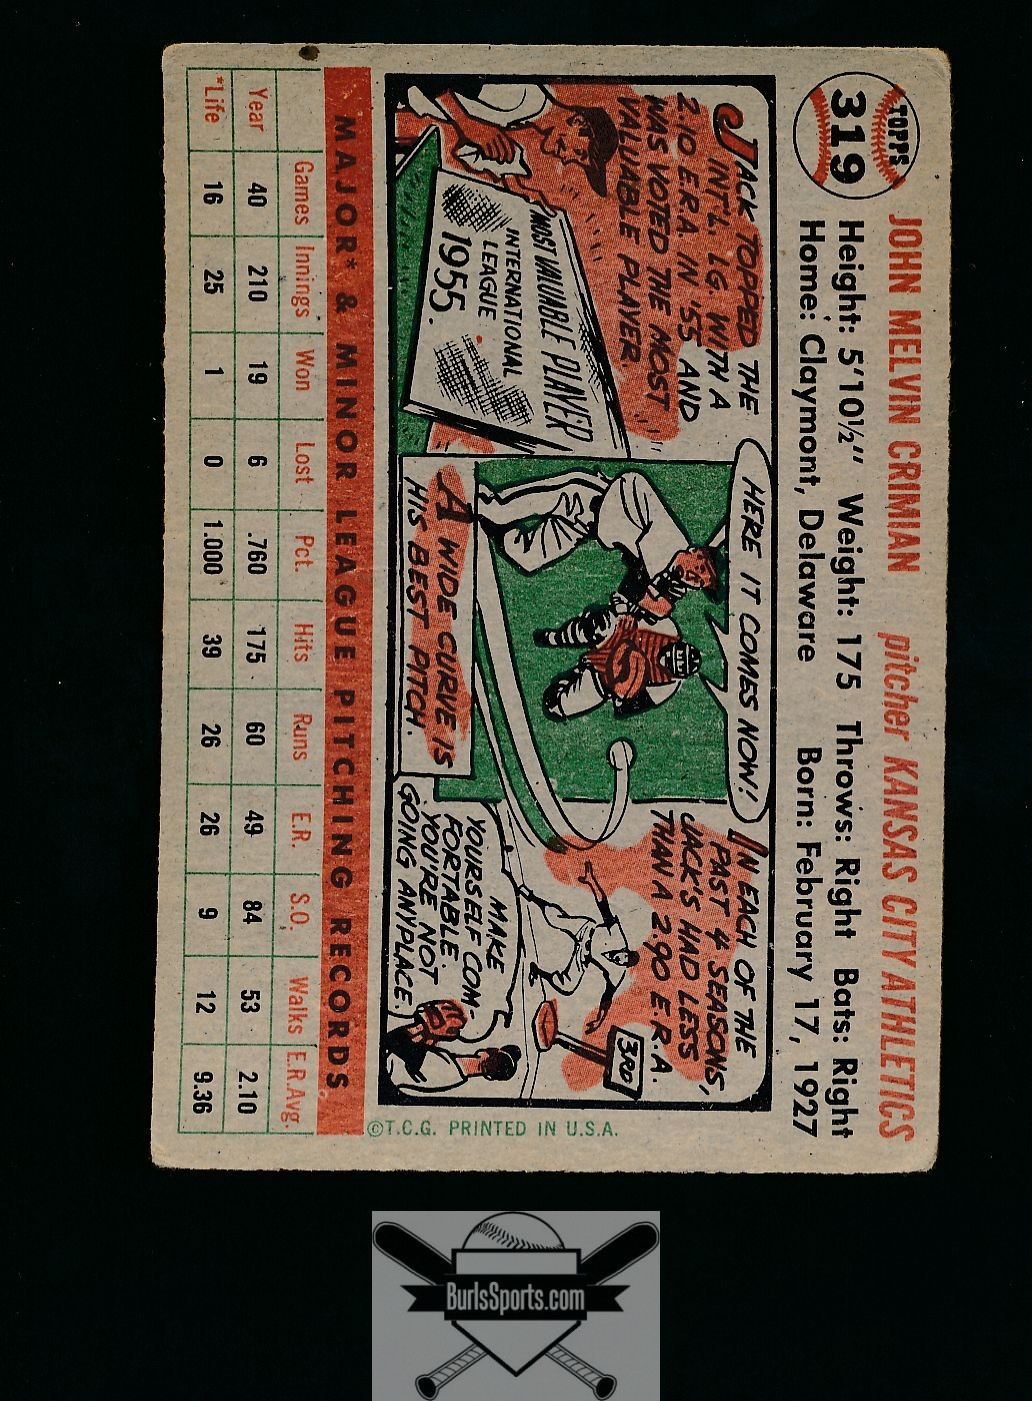 TOPPS
319
JOHN MELVIN CRIMIAN pitcher KANSAS CITY ATHLETICS
Height: 5'10½" Weight: 175 Throws: Right Bats: Right
Home: Claymont, Delaware Born: February 17, 1927
JACK TOPPED THE
INT'L. LG. WITH A
2.10 E.R.A. IN '55 AND
WAS VOTED THE MOST
VALUABLE PLAYER.
MOST VALUABLE PLAYER
INTERNATIONAL
LEAGUE
1955.
HERE IT COMES NOW!
A WIDE CURVE IS
HIS BEST PITCH.
IN EACH OF THE
PAST 4 SEASONS,
JACK'S HAD LESS
THAN A 2.90 E.R.A.
300
MAKE
YOURSELF COM-
FORTABLE.
YOU'RE NOT
GOING ANYPLACE.
©T.C.G. PRINTED IN U.S.A.
MAJOR* & MINOR LEAGUE PITCHING RECORDS
Games Innings Won Lost Pct. Hits Runs E.R. S.O. Walks E.R.Avg.
Year 40 210 19 6 .760 175 60 49 84 53 2.10
*Life 16 25 1 0 1.000 39 26 26 9 12 9.36
BurlsSports.com